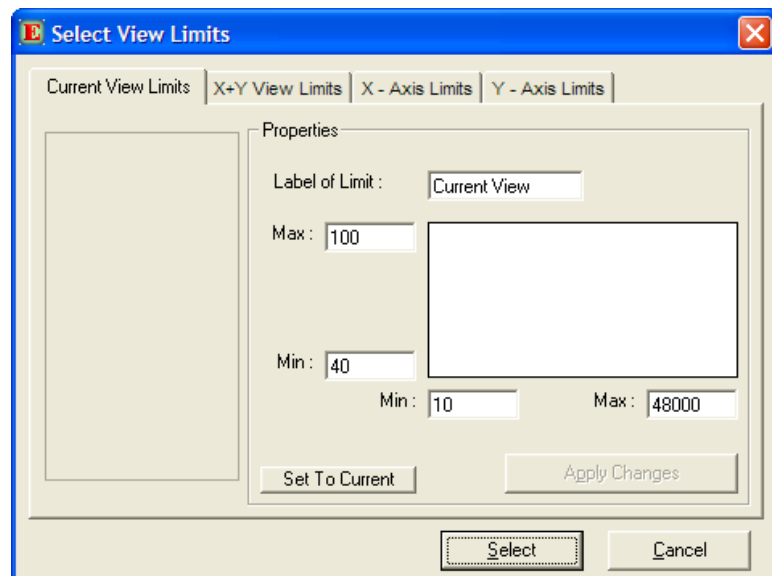 E Select View Limits
Current View Limits X+Y View Limits X - Axis Limits Y - Axis Limits
Properties
Label of Limit : Current View
Max : 100
Min : 40
Min : 10 Max : 48000
Set To Current Apply Changes
Select Cancel